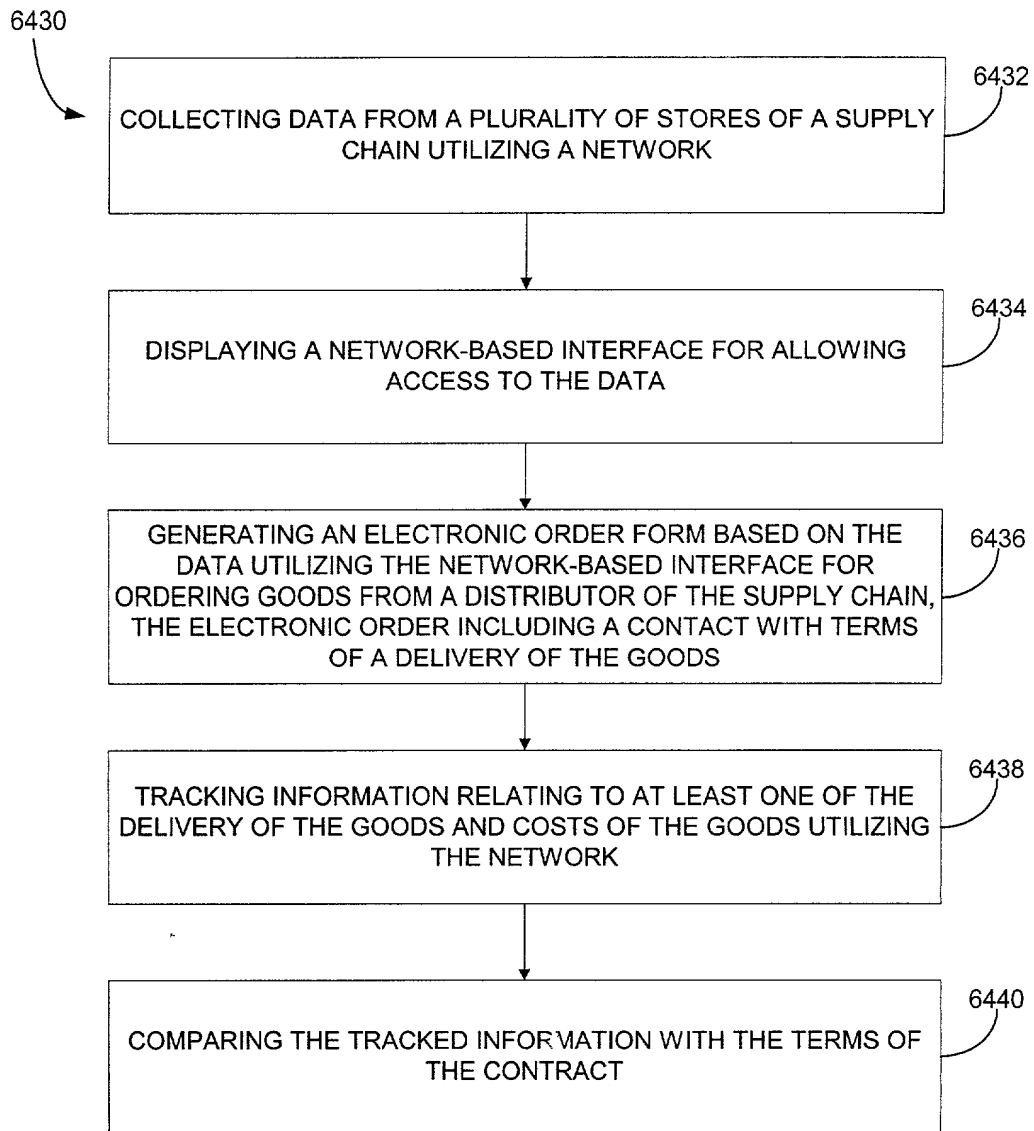 6430
6432
COLLECTING DATA FROM A PLURALITY OF STORES OF A SUPPLY
CHAIN UTILIZING A NETWORK
6434
DISPLAYING A NETWORK-BASED INTERFACE FOR ALLOWING
ACCESS TO THE DATA
6436
GENERATING AN ELECTRONIC ORDER FORM BASED ON THE
DATA UTILIZING THE NETWORK-BASED INTERFACE FOR
ORDERING GOODS FROM A DISTRIBUTOR OF THE SUPPLY CHAIN,
THE ELECTRONIC ORDER INCLUDING A CONTACT WITH TERMS
OF A DELIVERY OF THE GOODS
6438
TRACKING INFORMATION RELATING TO AT LEAST ONE OF THE
DELIVERY OF THE GOODS AND COSTS OF THE GOODS UTILIZING
THE NETWORK
6440
COMPARING THE TRACKED INFORMATION WITH THE TERMS OF
THE CONTRACT